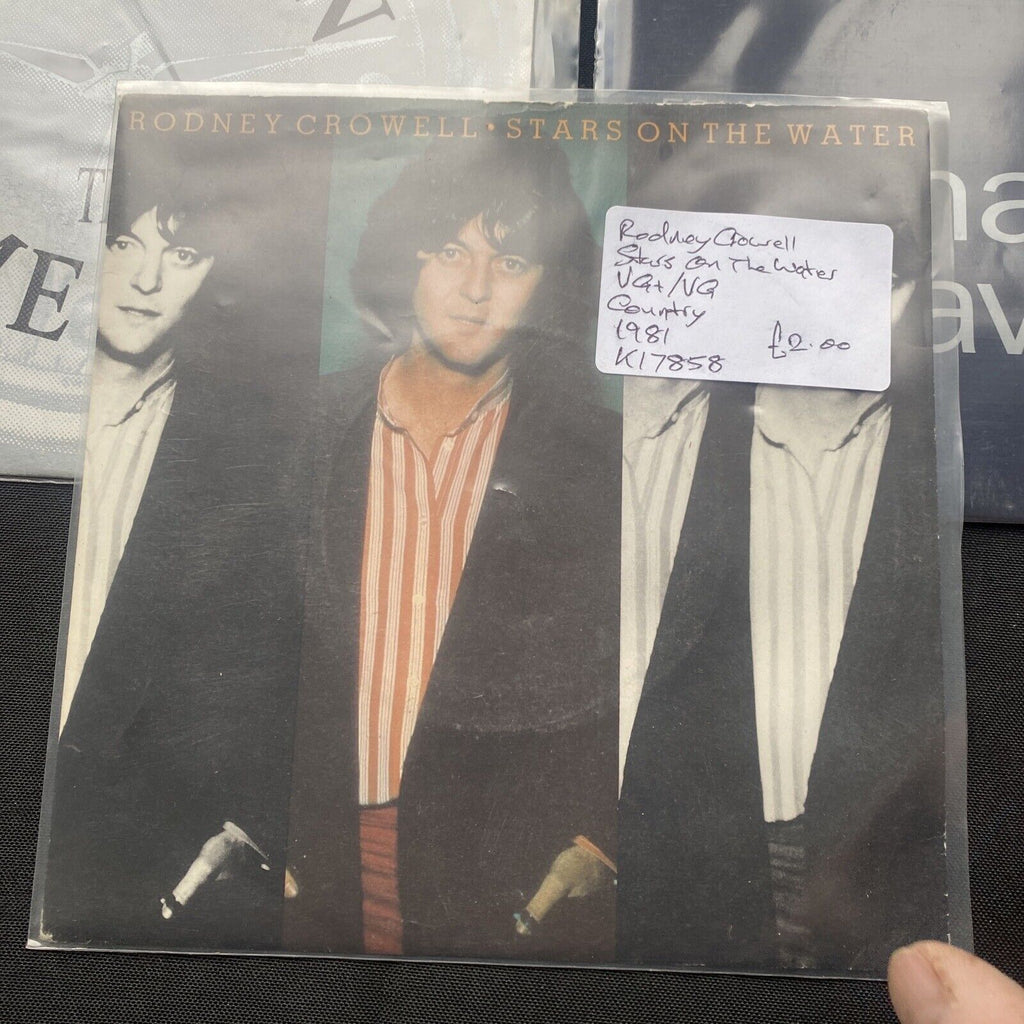 RODNEY CROWELL • STARS ON THE WATER
Rodney Crowell
Stars On The Water
VG+/VG
Country
1981
K17858
£2.00